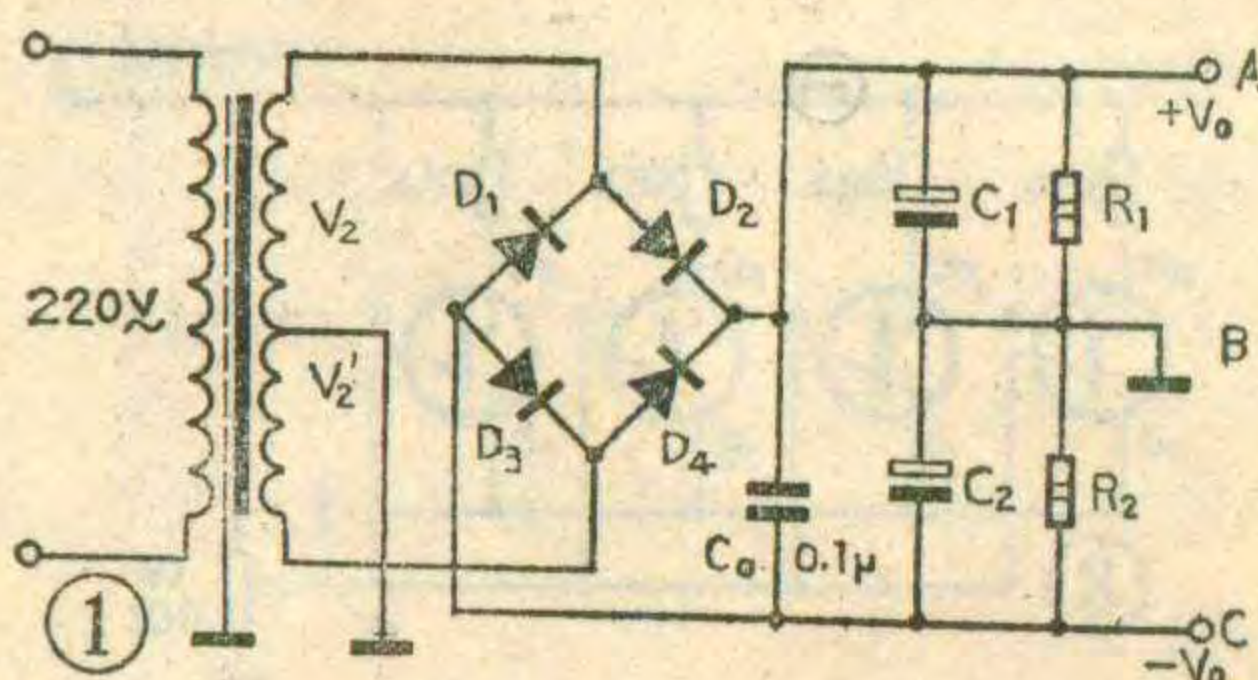 A
+V₀
D₁
D₂
V₂
C₁
R₁
220V~
B
V₂'
D₃
D₄
C₂
R₂
C₀ 0.1μ
①
C
-V₀